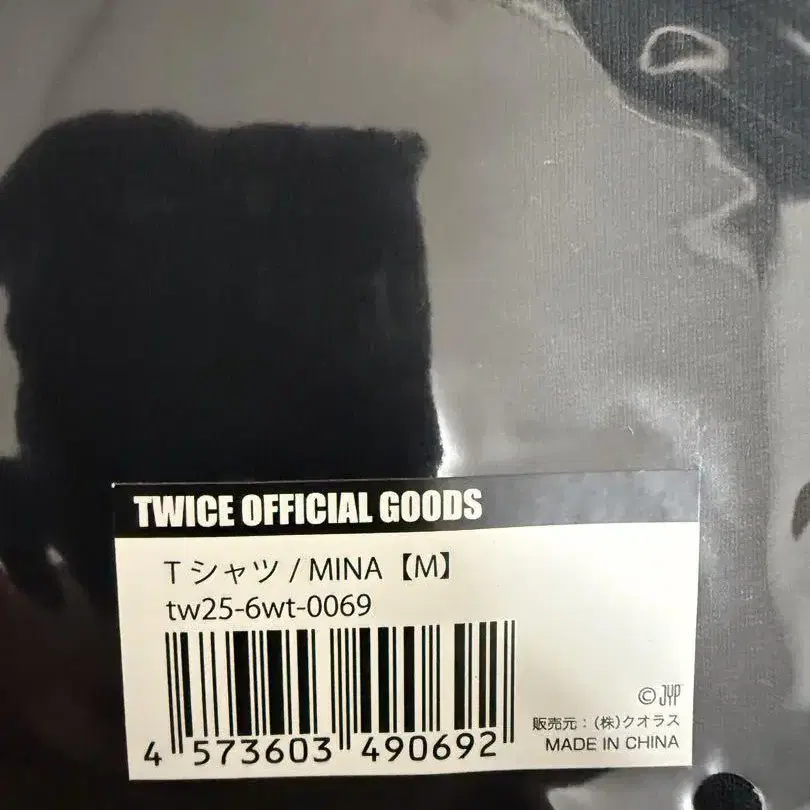 TWICE OFFICIAL GOODS
Tシャツ / MINA【M】
tw25-6wt-0069
4 573603 490692
© JYP
販売元：(株)クオラス
MADE IN CHINA